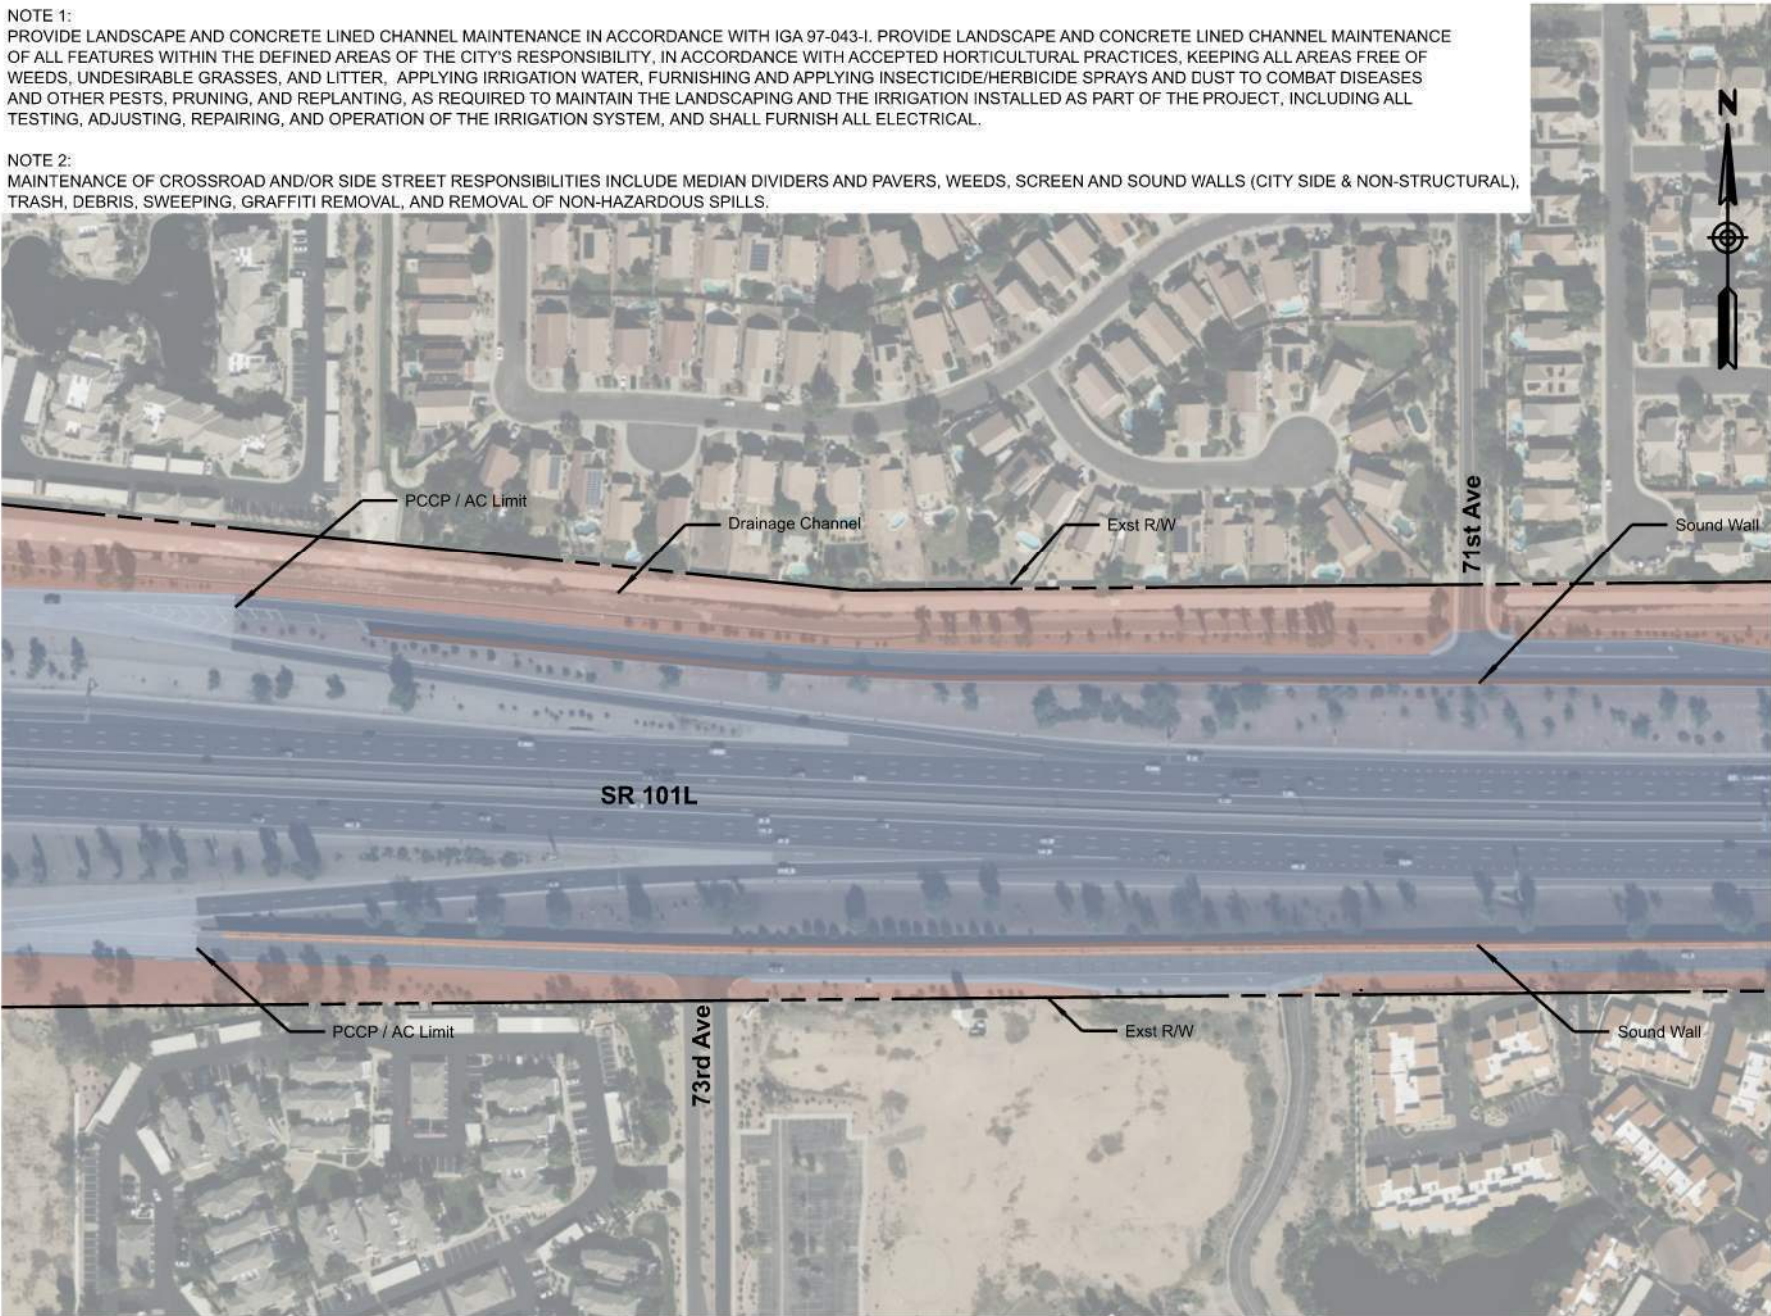 NOTE 1:
PROVIDE LANDSCAPE AND CONCRETE LINED CHANNEL MAINTENANCE IN ACCORDANCE WITH IGA 97-043-I. PROVIDE LANDSCAPE AND CONCRETE LINED CHANNEL MAINTENANCE
OF ALL FEATURES WITHIN THE DEFINED AREAS OF THE CITY'S RESPONSIBILITY, IN ACCORDANCE WITH ACCEPTED HORTICULTURAL PRACTICES, KEEPING ALL AREAS FREE OF
WEEDS, UNDESIRABLE GRASSES, AND LITTER, APPLYING IRRIGATION WATER, FURNISHING AND APPLYING INSECTICIDE/HERBICIDE SPRAYS AND DUST TO COMBAT DISEASES
AND OTHER PESTS, PRUNING, AND REPLANTING, AS REQUIRED TO MAINTAIN THE LANDSCAPING AND THE IRRIGATION INSTALLED AS PART OF THE PROJECT, INCLUDING ALL
TESTING, ADJUSTING, REPAIRING, AND OPERATION OF THE IRRIGATION SYSTEM, AND SHALL FURNISH ALL ELECTRICAL.
NOTE 2:
MAINTENANCE OF CROSSROAD AND/OR SIDE STREET RESPONSIBILITIES INCLUDE MEDIAN DIVIDERS AND PAVERS, WEEDS, SCREEN AND SOUND WALLS (CITY SIDE & NON-STRUCTURAL),
TRASH, DEBRIS, SWEEPING, GRAFFITI REMOVAL, AND REMOVAL OF NON-HAZARDOUS SPILLS.
N
PCCP / AC Limit
Drainage Channel
Exst R/W
71st Ave
Sound Wall
SR 101L
PCCP / AC Limit
73rd Ave
Exst R/W
Sound Wall